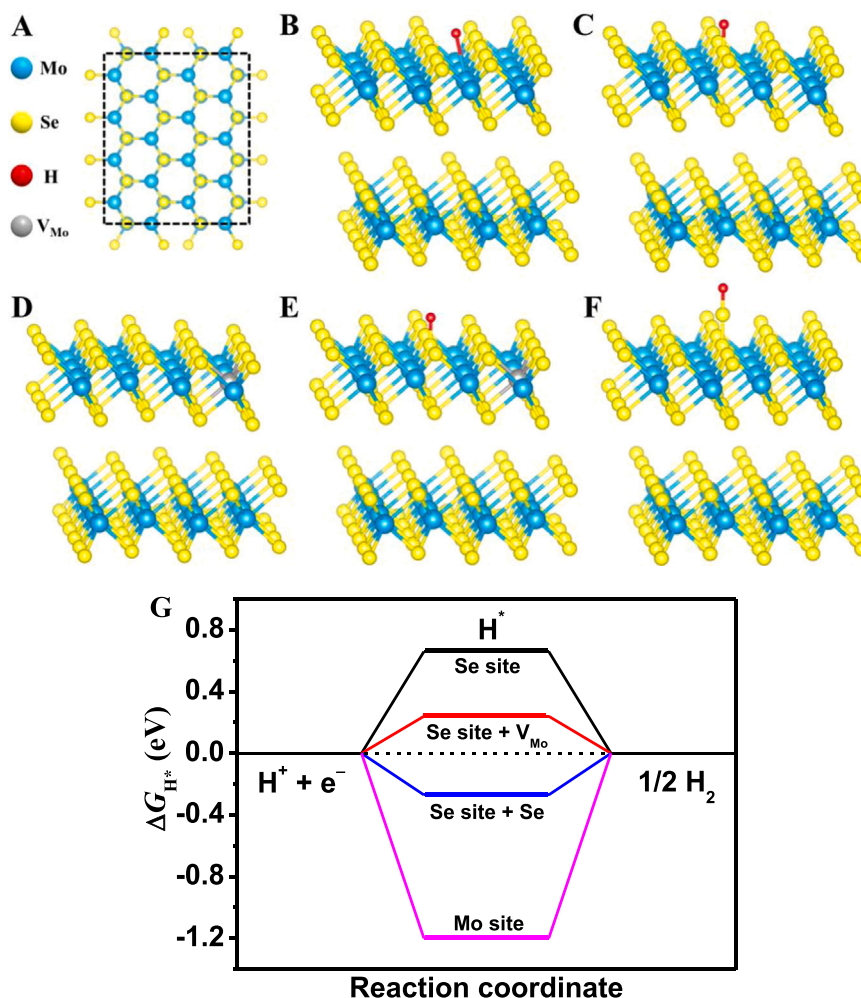 A
Mo
Se
H
V_Mo
B
C
D
E
F
G
0.8
0.4
0.0
-0.4
-0.8
-1.2
ΔG_H* (eV)
H*
Se site
Se site + V_Mo
H⁺ + e⁻
1/2 H₂
Se site + Se
Mo site
Reaction coordinate